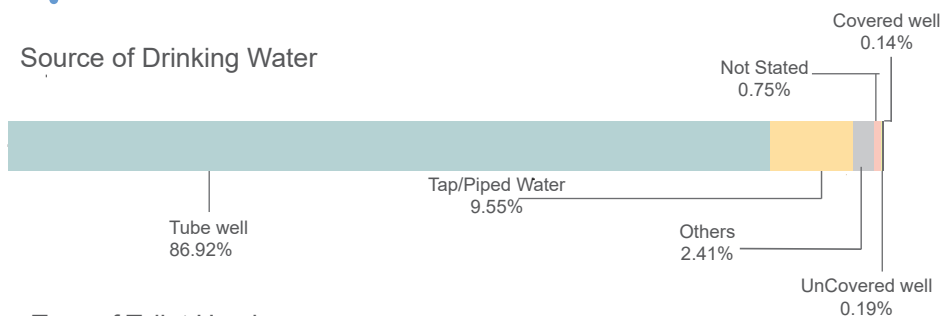 Covered well
0.14%
Source of Drinking Water
Not Stated
0.75%
Tap/Piped Water
9.55%
Tube well
86.92%
Others
2.41%
UnCovered well
0.19%